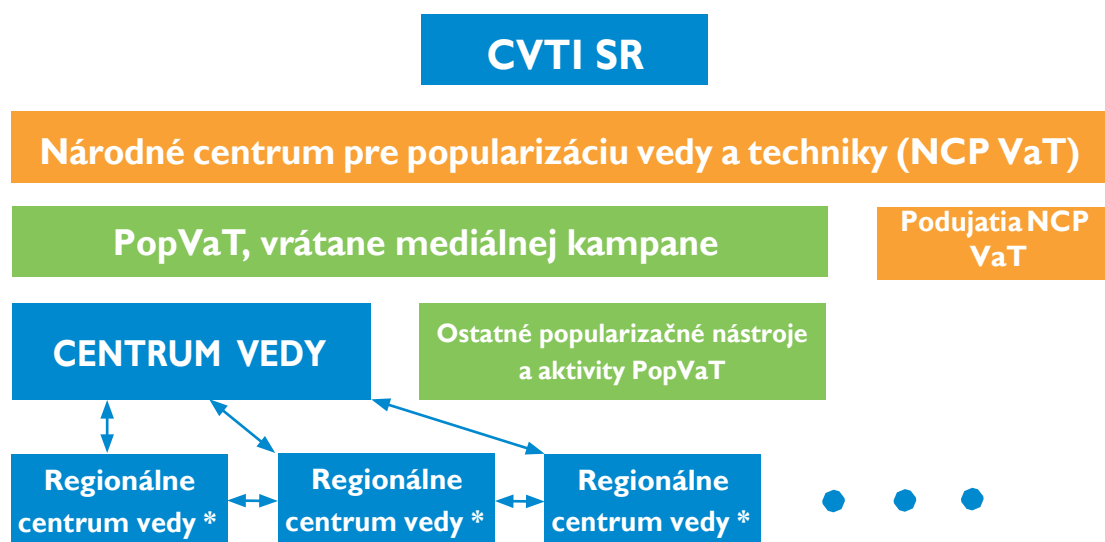 CVTI SR
Národné centrum pre popularizáciu vedy a techniky (NCP VaT)
PopVaT, vrátane mediálnej kampane
Podujatia NCP
VaT
CENTRUM VEDY
Ostatné popularizačné nástroje
a aktivity PopVaT
Regionálne
centrum vedy *
Regionálne
centrum vedy *
Regionálne
centrum vedy *